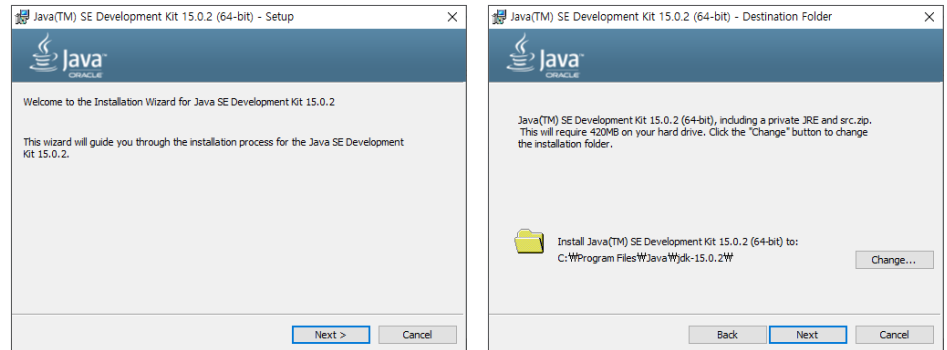 Java(TM) SE Development Kit 15.0.2 (64-bit) - Setup
Java
ORACLE
Welcome to the Installation Wizard for Java SE Development Kit 15.0.2
This wizard will guide you through the installation process for the Java SE Development
Kit 15.0.2.
Next >
Cancel
Java(TM) SE Development Kit 15.0.2 (64-bit) - Destination Folder
Java
ORACLE
Java(TM) SE Development Kit 15.0.2 (64-bit), including a private JRE and src.zip.
This will require 420MB on your hard drive. Click the "Change" button to change
the installation folder.
Install Java(TM) SE Development Kit 15.0.2 (64-bit) to:
C:₩Program Files₩Java₩jdk-15.0.2₩
Change...
Back
Next
Cancel